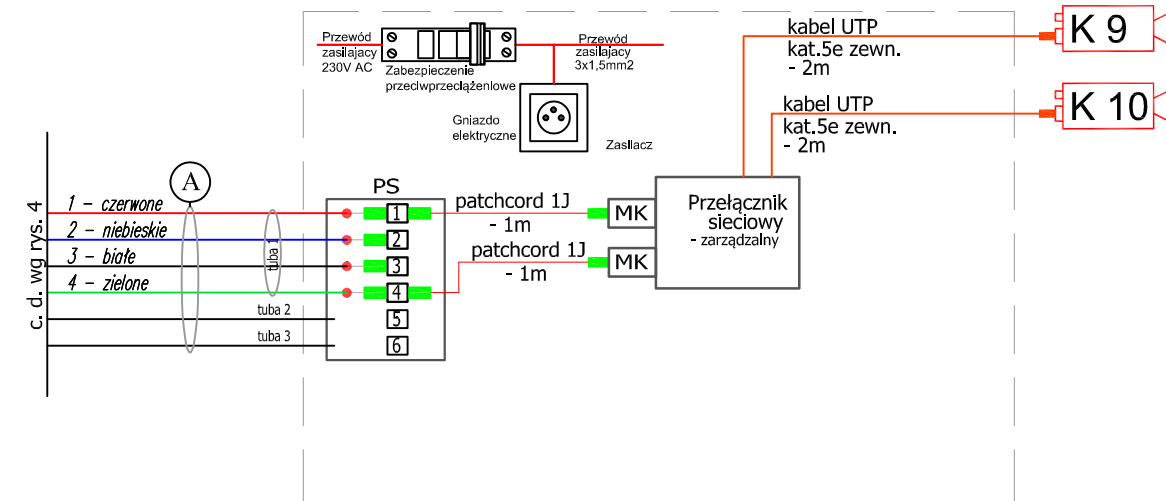 Przewód
zasilajacy
230V AC
Zabezpieczenie
przeciwprzeciążenlowe
Przewód
zasilajacy
3x1,5mm2
Gniazdo
elektryczne
Zasilacz
kabel UTP
kat.5e zewn.
- 2m
K 9
kabel UTP
kat.5e zewn.
- 2m
K 10
c. d. wg rys. 4
A
1 - czerwone
2 - niebieskie
3 - białe
4 - zielone
tuba 1
tuba 2
tuba 3
PS
1
2
3
4
5
6
patchcord 1J
- 1m
patchcord 1J
- 1m
MK
MK
Przełącznik
sieciowy
- zarządzalny